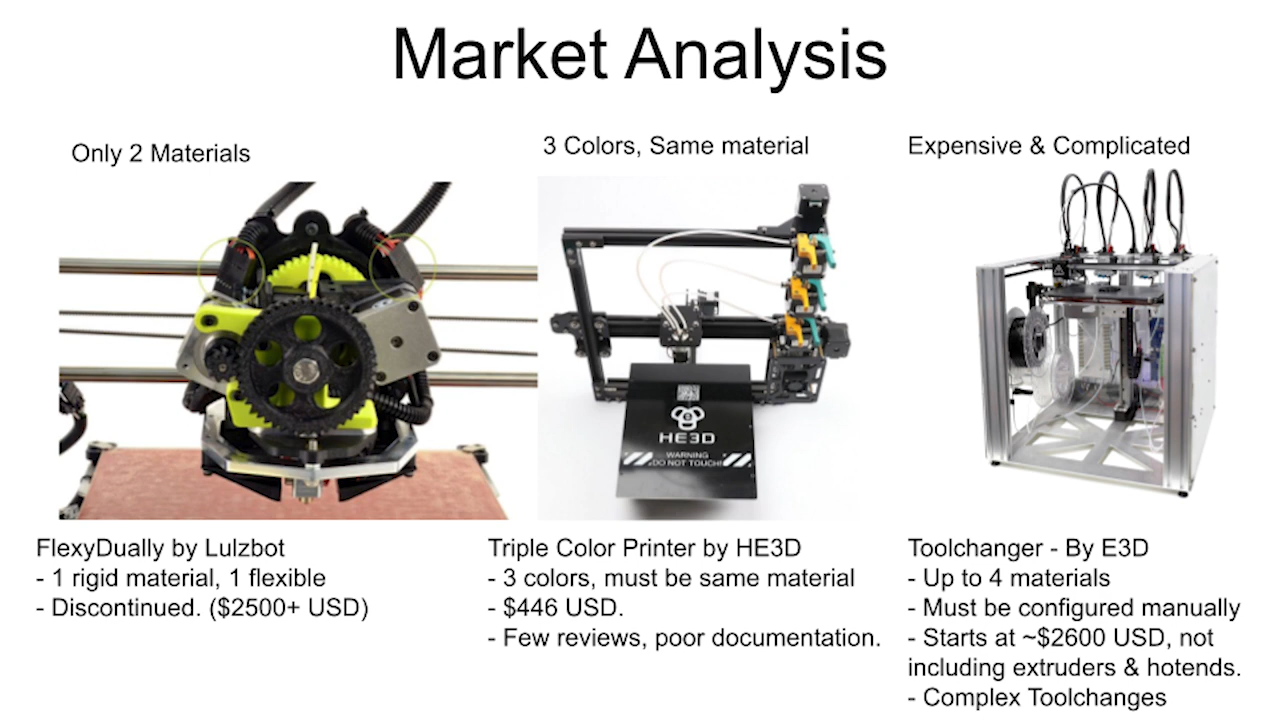 Market Analysis
Only 2 Materials
3 Colors, Same material
Expensive & Complicated
HE3D
WARNING
DO NOT TOUCH!
FlexyDually by Lulzbot
- 1 rigid material, 1 flexible
- Discontinued. ($2500+ USD)
Triple Color Printer by HE3D
- 3 colors, must be same material
- $446 USD.
- Few reviews, poor documentation.
Toolchanger - By E3D
- Up to 4 materials
- Must be configured manually
- Starts at ~$2600 USD, not
including extruders & hotends.
- Complex Toolchanges